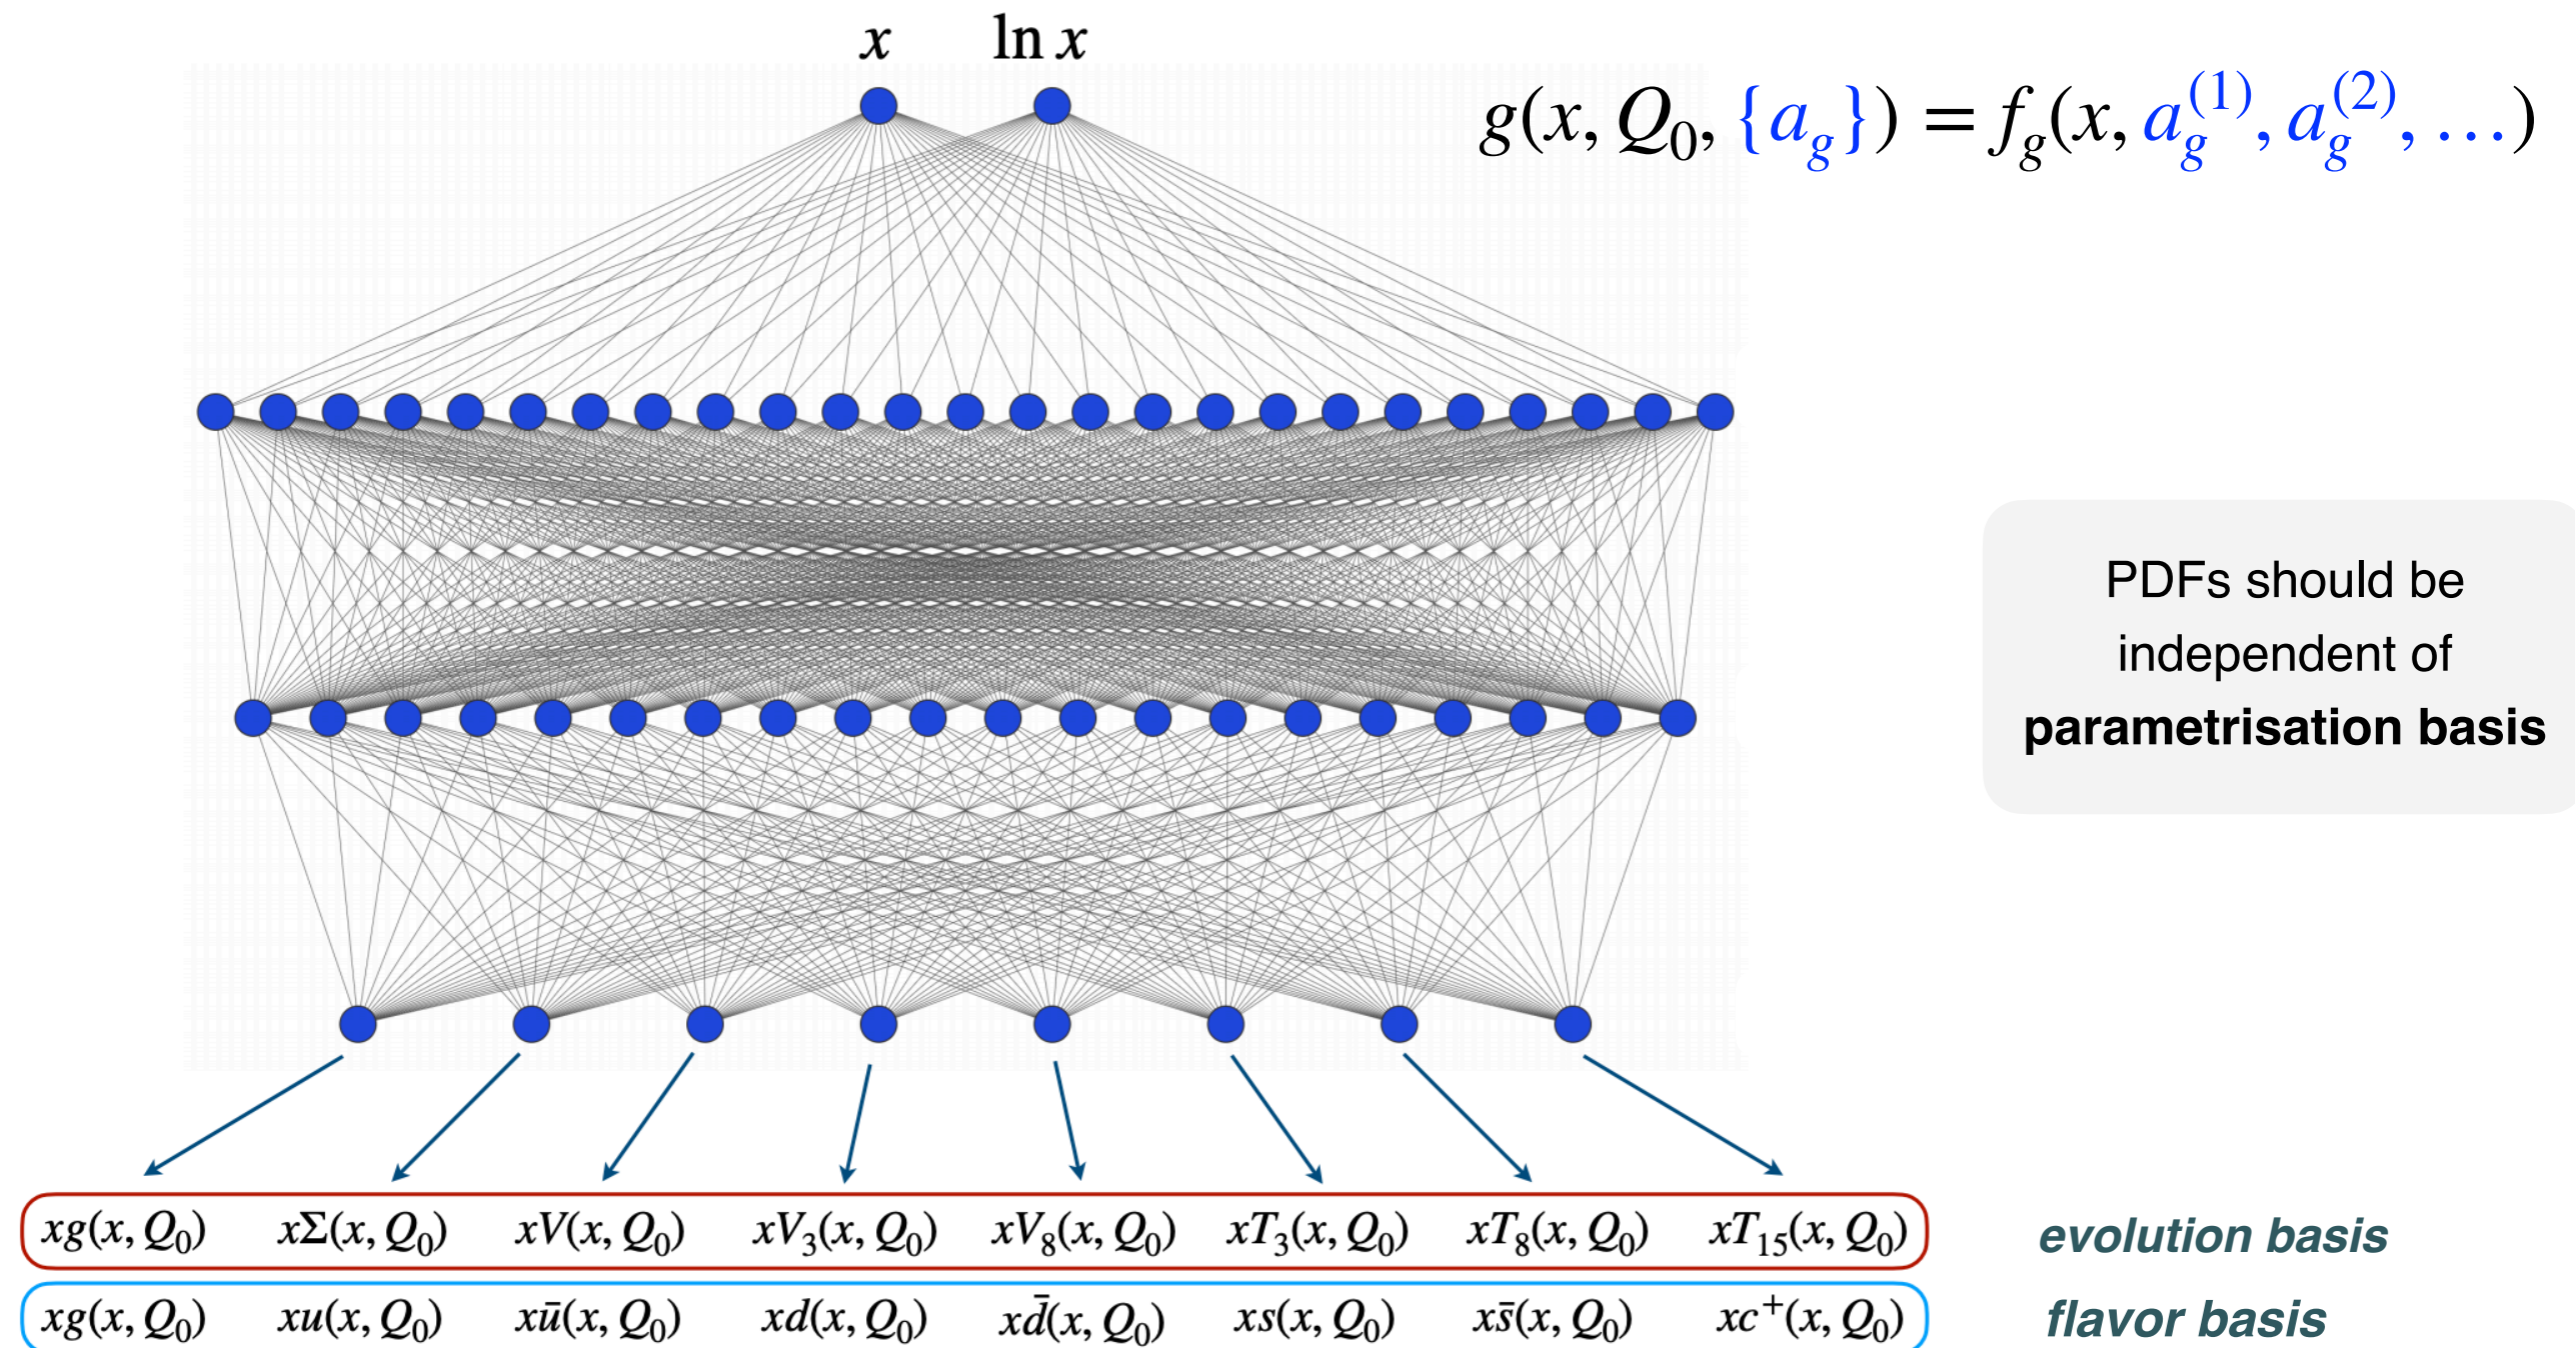 x ln x
g(x, Q₀, {a_g}) = f_g(x, a_g^{(1)}, a_g^{(2)}, …)
PDFs should be
independent of
parametrisation basis
xg(x, Q₀) xΣ(x, Q₀) xV(x, Q₀) xV₃(x, Q₀) xV₈(x, Q₀) xT₃(x, Q₀) xT₈(x, Q₀) xT₁₅(x, Q₀) evolution basis
xg(x, Q₀) xu(x, Q₀) xū(x, Q₀) xd(x, Q₀) xd̄(x, Q₀) xs(x, Q₀) xs̄(x, Q₀) xc⁺(x, Q₀) flavor basis